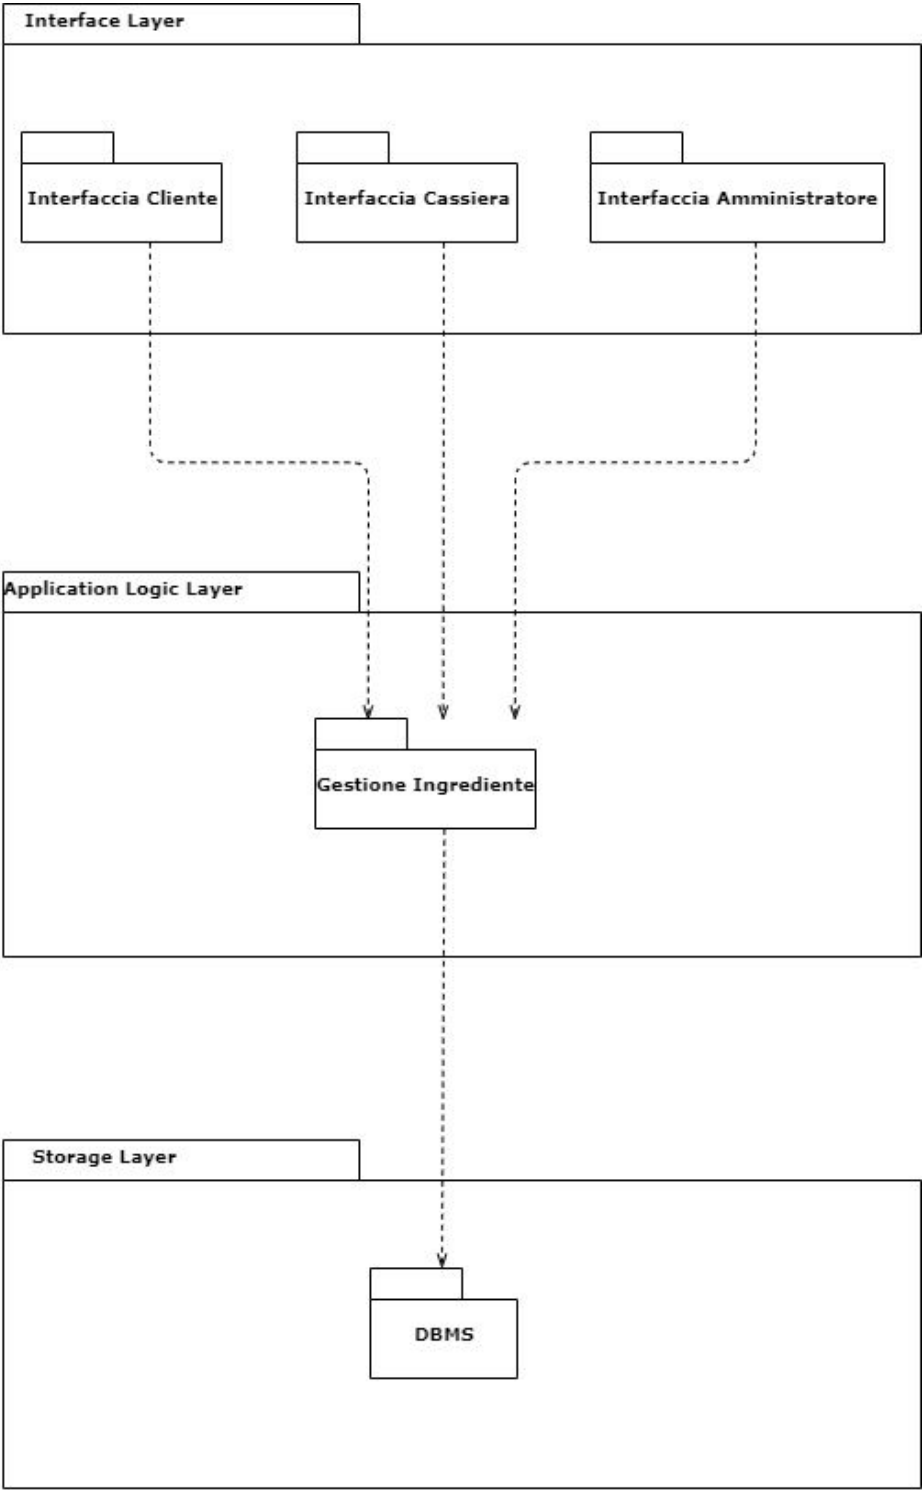 Interface Layer
Interfaccia Cliente
Interfaccia Cassiera
Interfaccia Amministratore
Application Logic Layer
Gestione Ingrediente
Storage Layer
DBMS